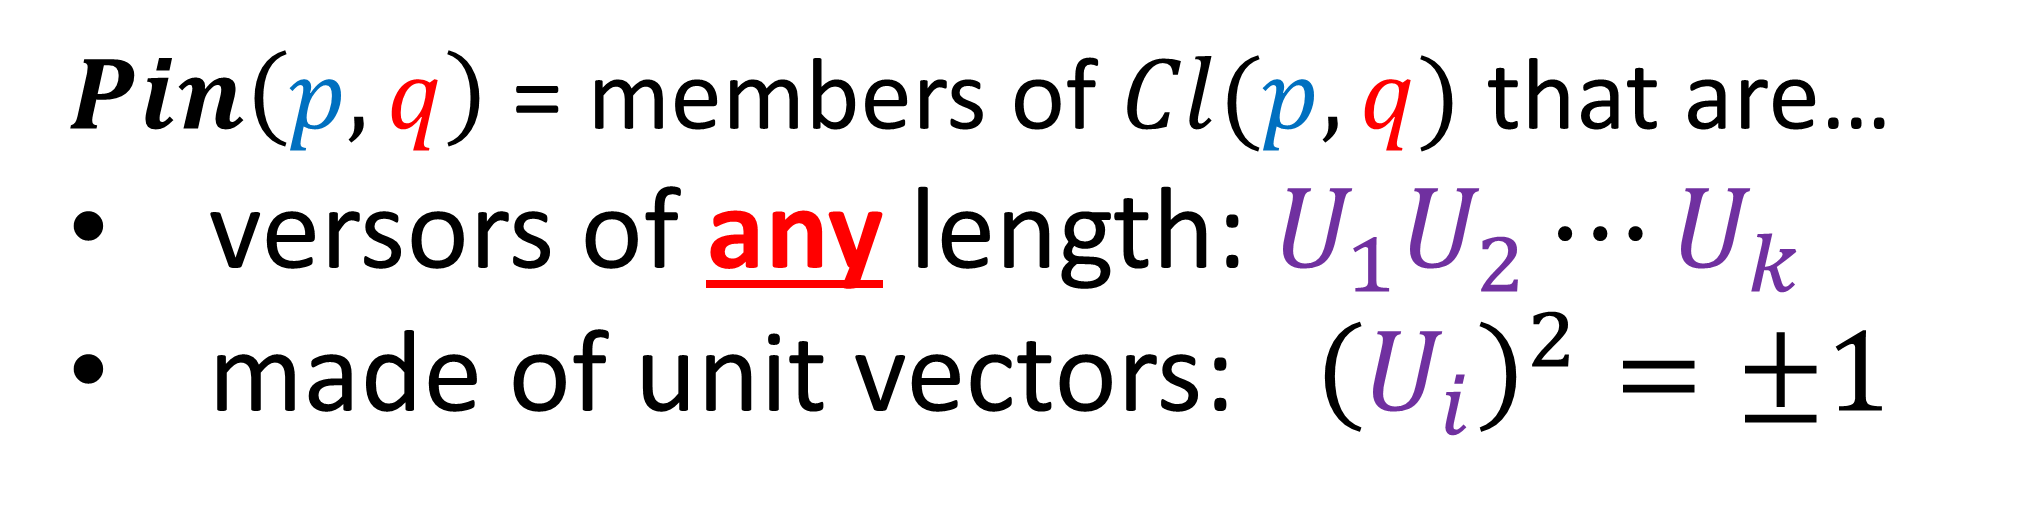 Pin(p, q) = members of Cl(p, q) that are...
• versors of any length: U₁U₂ ⋯ Uₖ
• made of unit vectors: (Uᵢ)² = ±1